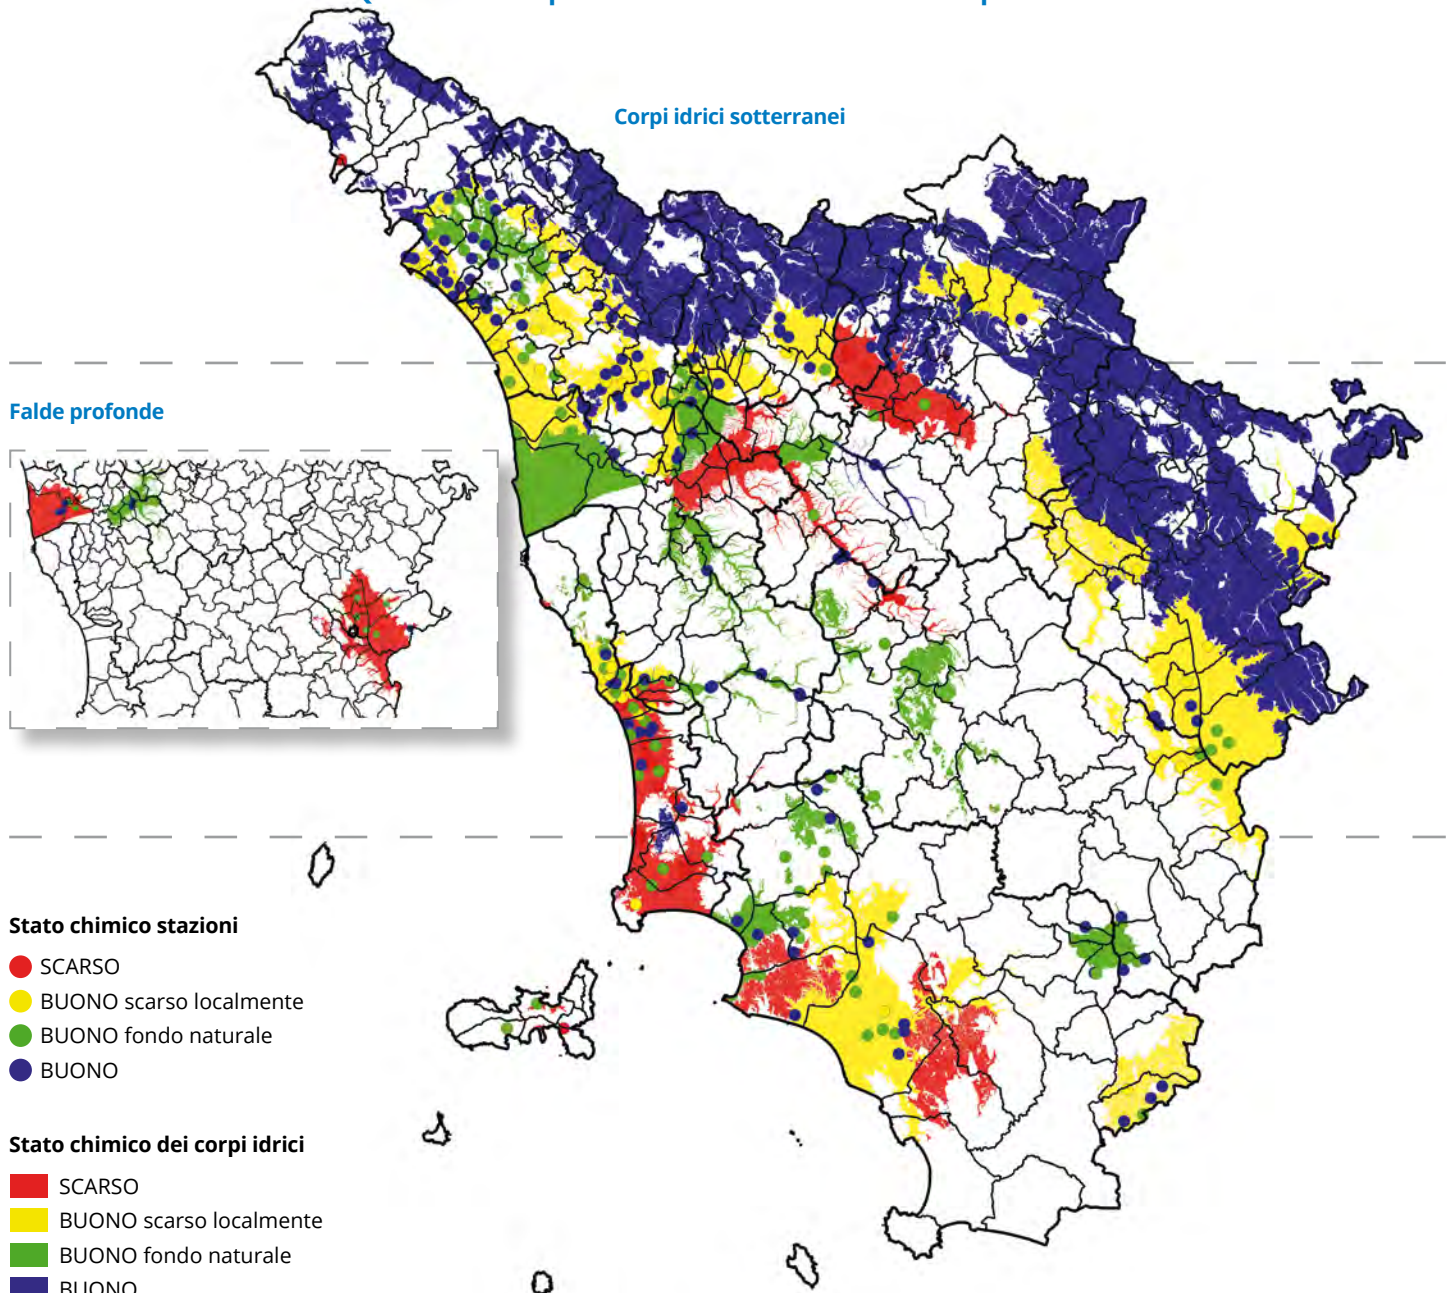 Corpi idrici sotterranei
Falde profonde
Stato chimico stazioni
SCARSO
BUONO scarso localmente
BUONO fondo naturale
BUONO
Stato chimico dei corpi idrici
SCARSO
BUONO scarso localmente
BUONO fondo naturale
BUONO